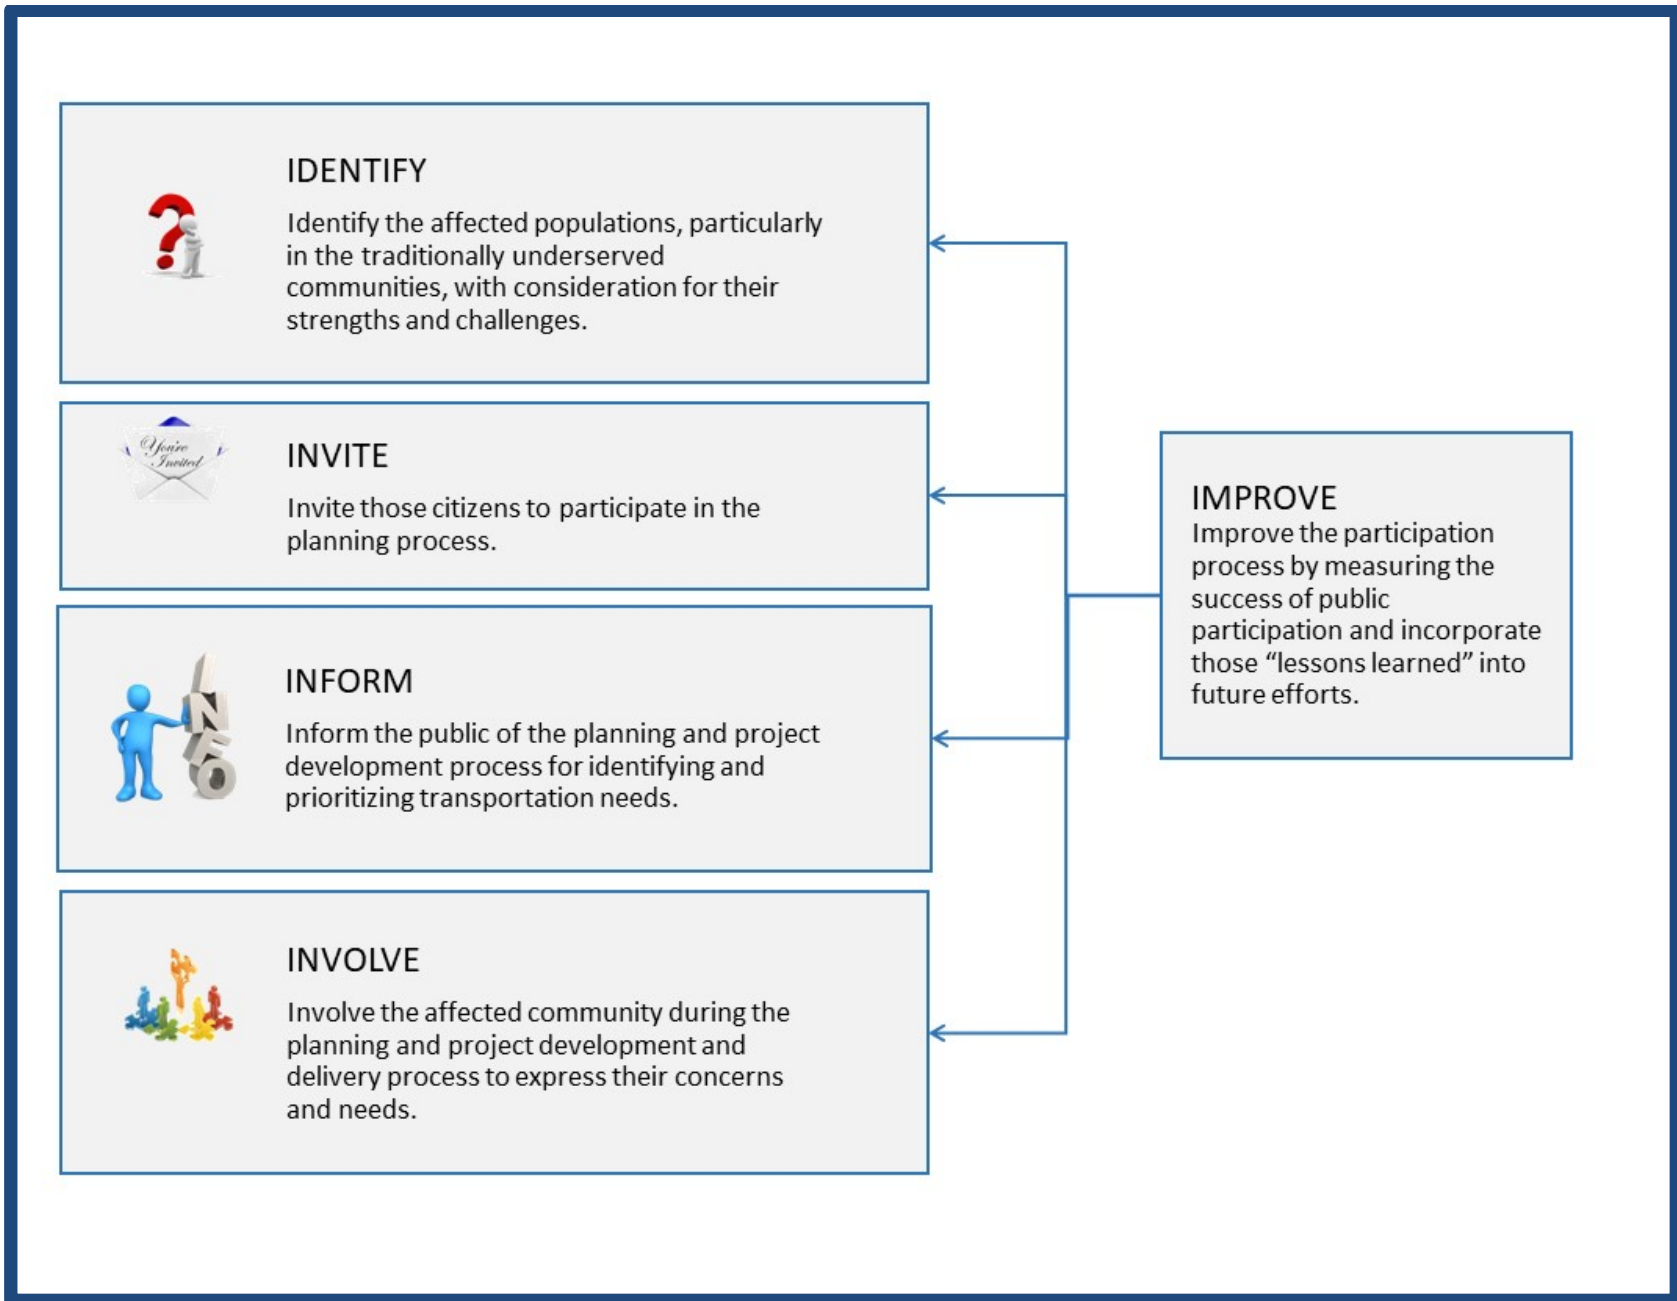 IDENTIFY
Identify the affected populations, particularly
in the traditionally underserved
communities, with consideration for their
strengths and challenges.
You're
Invited
INVITE
Invite those citizens to participate in the
planning process.
INFO
INFORM
Inform the public of the planning and project
development process for identifying and
prioritizing transportation needs.
INVOLVE
Involve the affected community during the
planning and project development and
delivery process to express their concerns
and needs.
IMPROVE
Improve the participation
process by measuring the
success of public
participation and incorporate
those “lessons learned” into
future efforts.